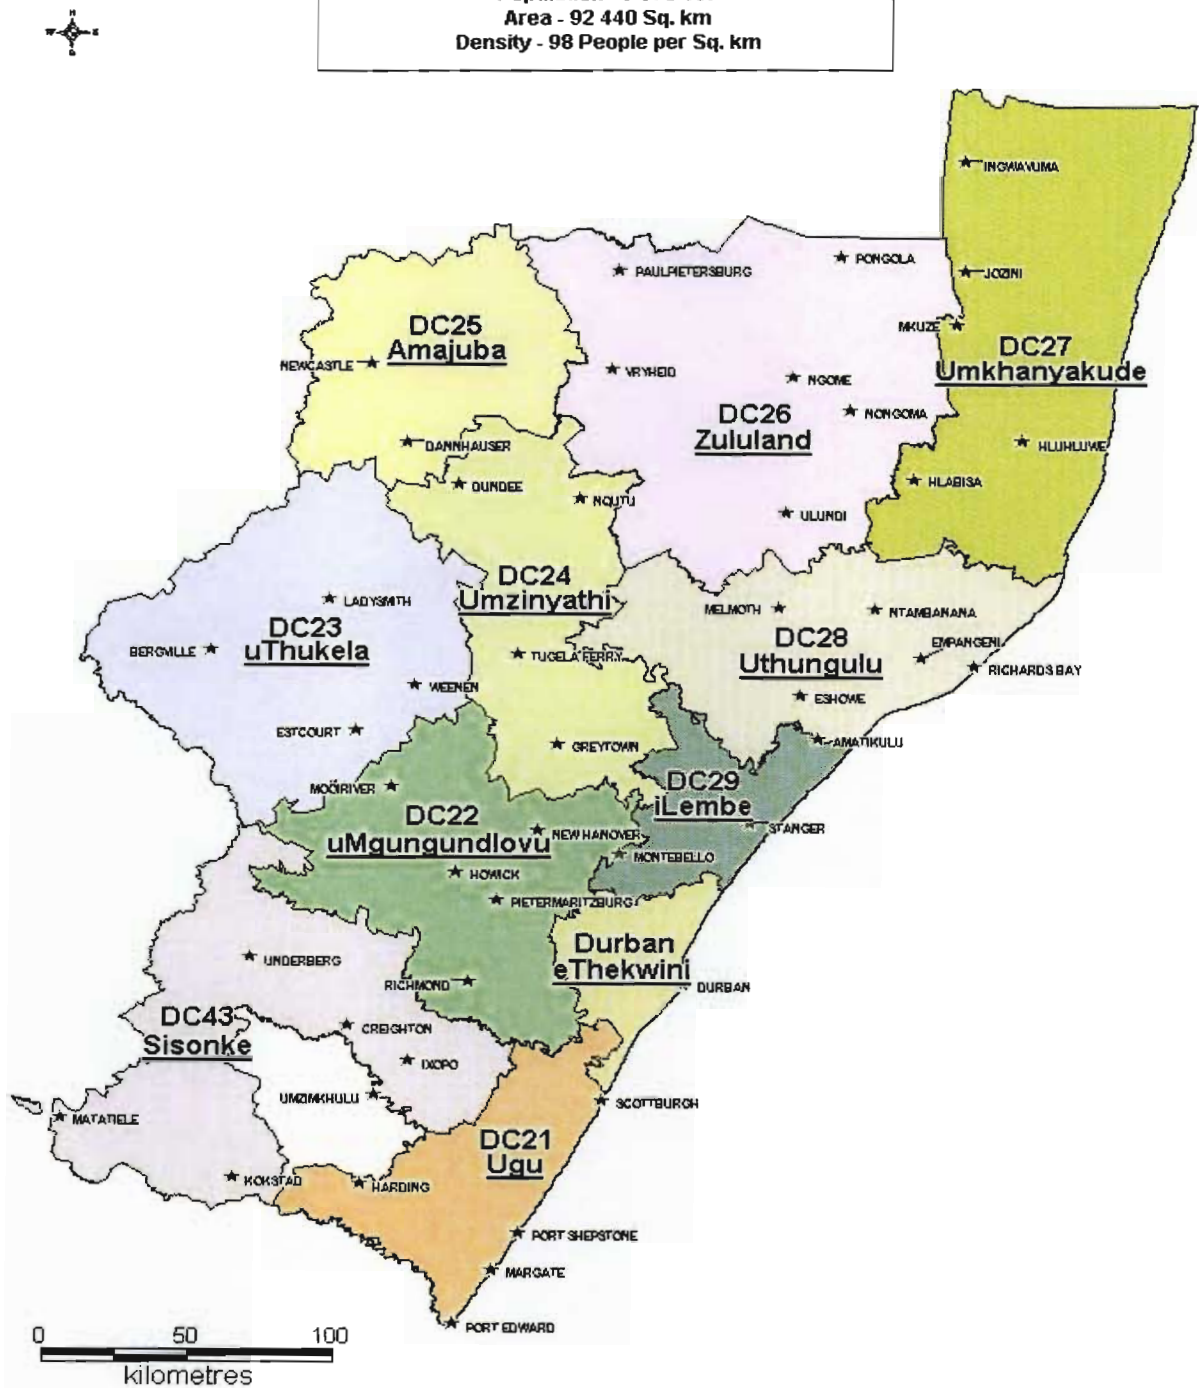 N
W E
Area - 92 440 Sq. km
Density - 98 People per Sq. km
INGWAVUMA
PAULPIETERSBURG
PONGOLA
JOZINI
DC25
Amajuba
NEWCASTLE
MKUZE
DC27
Umkhanyakude
VRYHEID
NGOME
NONGOMA
DC26
Zululand
DANNHAUSER
HLUHLUWE
DUNDEE
NQUTU
HLABISA
ULUNDI
DC24
Umzinyathi
LADYSMITH
DC23
uThukela
BERGVILLE
MELMOTH
NTAMBANANA
DC28
Uthungulu
EMPANGENI
RICHARDS BAY
TUGELA FERRY
WEENEN
ESHOWE
ESTCOURT
GREYTOWN
AMATIKULU
MOOIRIVER
DC29
iLembe
DC22
uMgungundlovu
NEW HANOVER
STANGER
MONTEBELLO
HOWICK
PIETERMARITZBURG
UNDERBERG
Durban
eThekwini
RICHMOND
DURBAN
DC43
Sisonke
CREIGHTON
IXOPO
UMZIMKHULU
SCOTTBURGH
MATATIELE
DC21
Ugu
KOKSTAD
HARDING
PORT SHEPSTONE
MARGATE
PORT EDWARD
0 50 100
kilometres